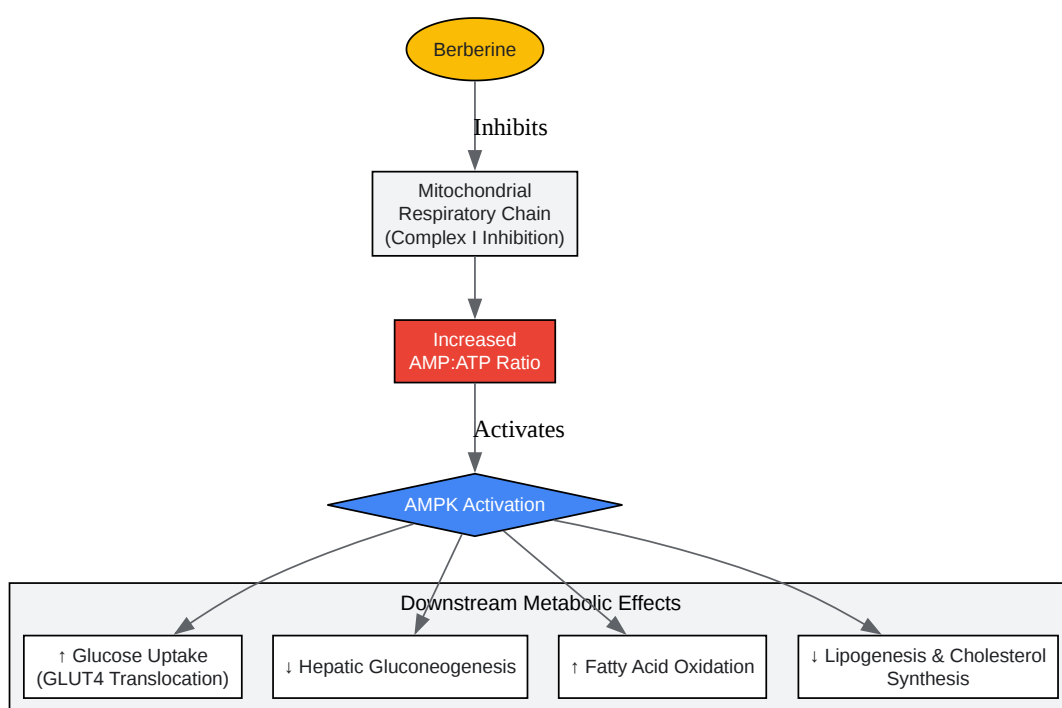 Berberine
Inhibits
Mitochondrial
Respiratory Chain
(Complex I Inhibition)
Increased
AMP:ATP Ratio
Activates
AMPK Activation
Downstream Metabolic Effects
↑ Glucose Uptake
(GLUT4 Translocation)
↓ Hepatic Gluconeogenesis
↑ Fatty Acid Oxidation
↓ Lipogenesis & Cholesterol
Synthesis